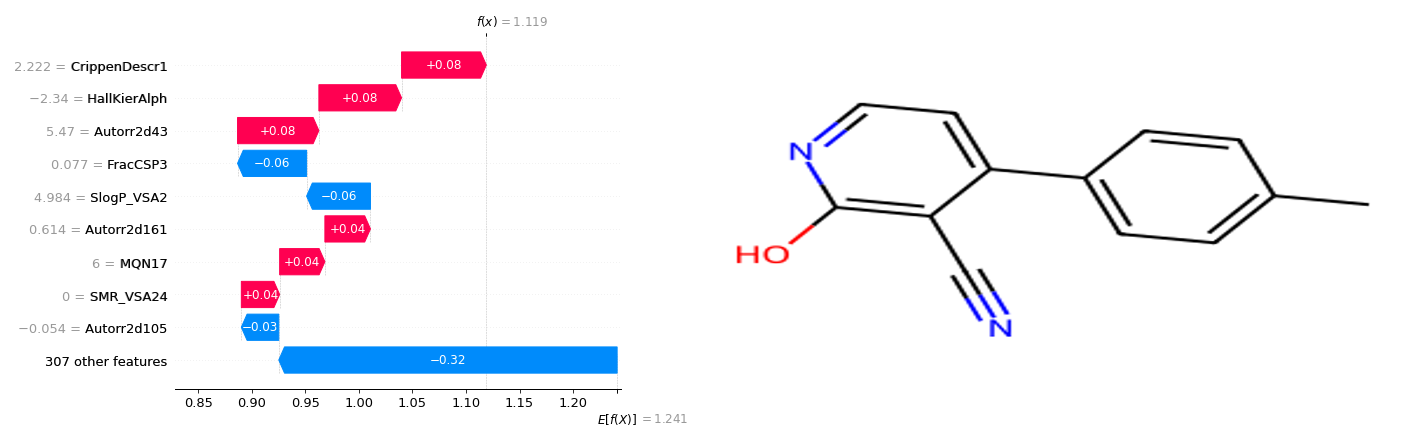 f(x) = 1.119
2.222 = CrippenDescr1
+0.08
−2.34 = HallKierAlph
+0.08
5.47 = Autorr2d43
+0.08
0.077 = FracCSP3
−0.06
4.984 = SlogP_VSA2
−0.06
0.614 = Autorr2d161
+0.04
6 = MQN17
+0.04
0 = SMR_VSA24
+0.04
−0.054 = Autorr2d105
−0.03
307 other features
−0.32
0.85 0.90 0.95 1.00 1.05 1.10 1.15 1.20
E[f(X)] = 1.241
N
HO
N